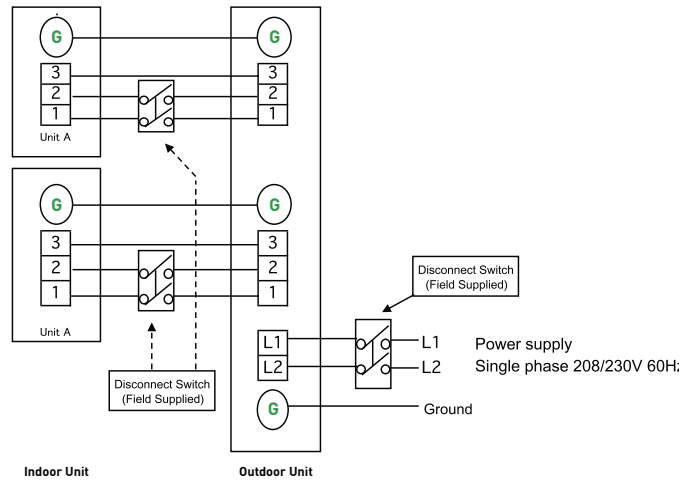 G
G
3
3
2
2
1
1
Unit A
G
G
3
3
2
2
1
1
Unit A
Disconnect Switch
(Field Supplied)
L1
L1
Power supply
L2
L2
Single phase 208/230V 60Hz
Disconnect Switch
(Field Supplied)
G
Ground
Indoor Unit
Outdoor Unit